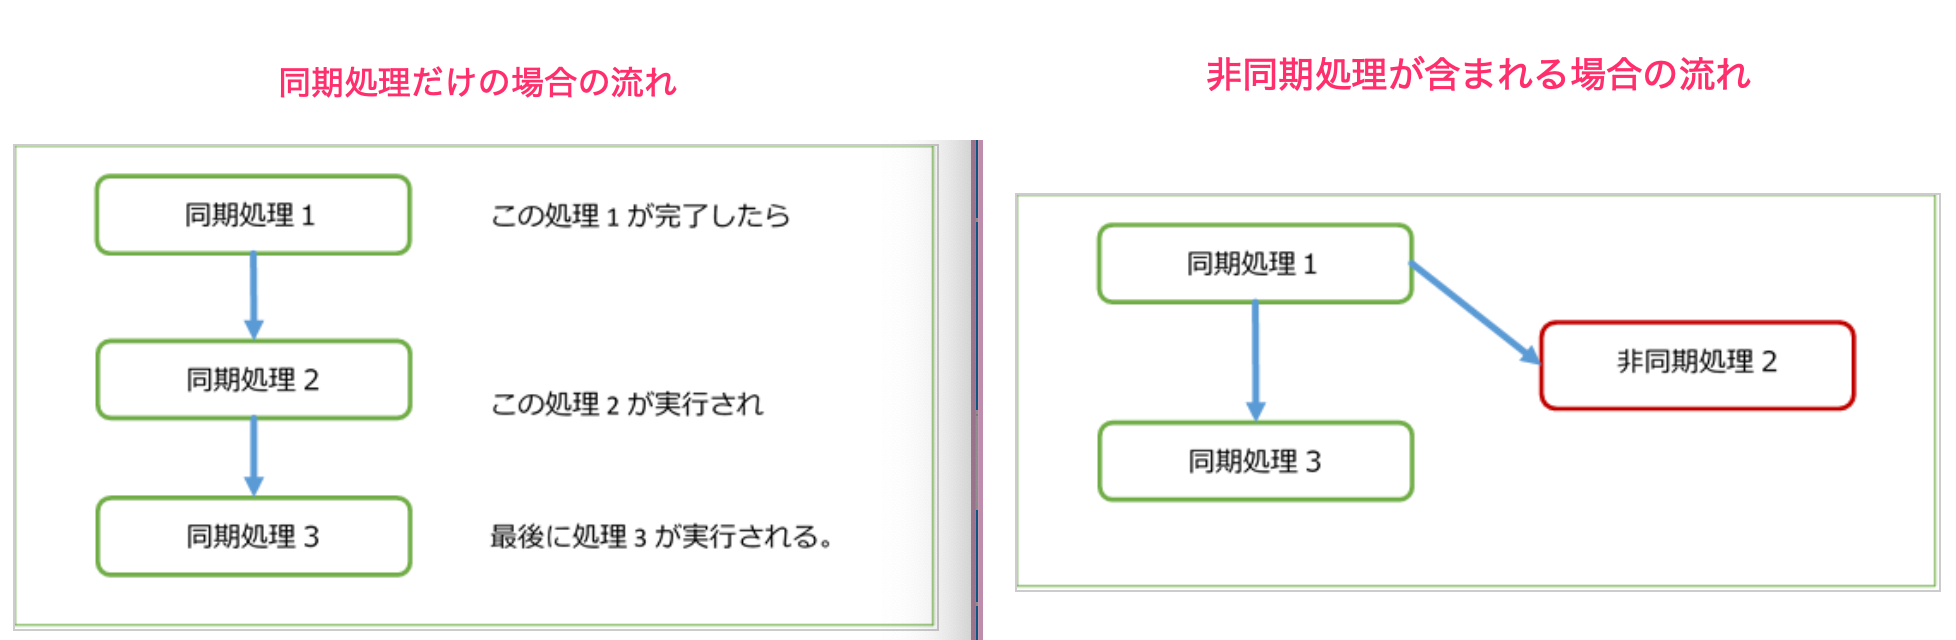 同期処理だけの場合の流れ
同期処理 1
この処理 1 が完了したら
同期処理 2
この処理 2 が実行され
同期処理 3
最後に処理 3 が実行される。
非同期処理が含まれる場合の流れ
同期処理 1
非同期処理 2
同期処理 3